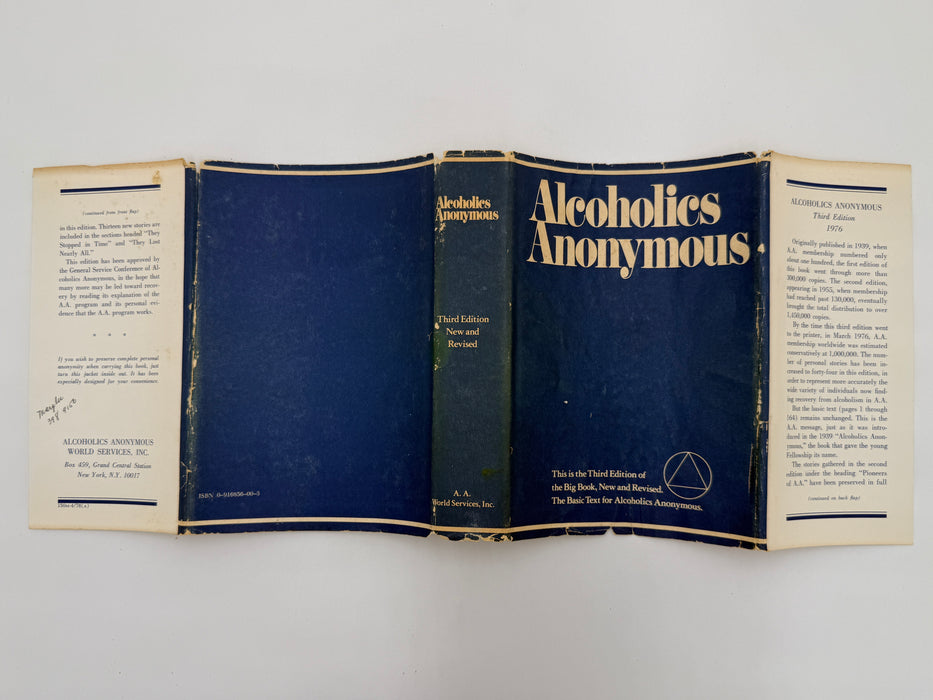 (continued from front flap)
in this edition. Thirteen new stories are
included in the sections headed "They
Stopped in Time" and "They Lost
Nearly All."
This edition has been approved by
the General Service Conference of Al-
coholics Anonymous, in the hope that
many more may be led toward recov-
ery by reading its explanation of the
A.A. program and its personal evi-
dence that the A.A. program works.
* * *
If you wish to preserve complete personal
anonymity when carrying this book, just
turn this jacket inside out. It has been
especially designed for your convenience.
ALCOHOLICS ANONYMOUS
WORLD SERVICES, INC.
Box 459, Grand Central Station
New York, N.Y. 10017
ISBN 0-916856-00-3
Alcoholics
Anonymous
Third Edition
New and
Revised
A. A.
World Services, Inc.
Alcoholics
Anonymous
This is the Third Edition of
the Big Book, New and Revised.
The Basic Text for Alcoholics Anonymous.
ALCOHOLICS ANONYMOUS
Third Edition
1976
Originally published in 1939, when
A.A. membership numbered only
about one hundred, the first edition of
this book went through more than
300,000 copies. The second edition,
appearing in 1955, when membership
had reached past 130,000, eventually
brought the total distribution to over
1,450,000 copies.
By the time this third edition went
to the printer, in March 1976, A.A.
membership worldwide was estimated
conservatively at 1,000,000. The num-
ber of personal stories has been in-
creased to forty-four in this edition, in
order to represent more accurately the
wide variety of individuals now find-
ing recovery from alcoholism in A.A.
But the basic text (pages 1 through
164) remains unchanged. This is the
A.A. message, just as it was intro-
duced in the 1939 "Alcoholics Anon-
ymous," the book that gave the young
Fellowship its name.
The stories gathered in the second
edition under the heading "Pioneers
of A.A." have been preserved in full
(continued on back flap)